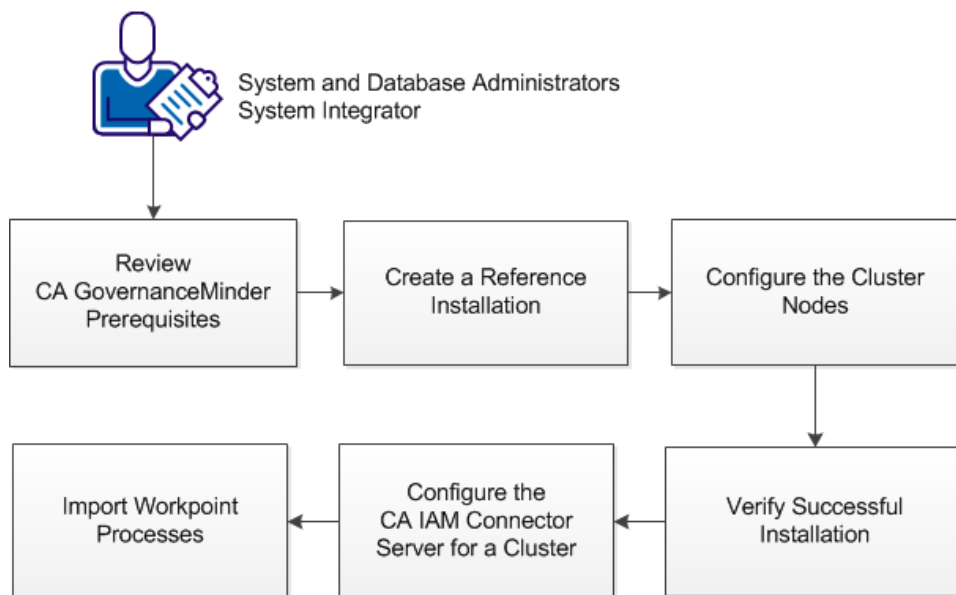 System and Database Administrators
System Integrator
Review
CA GovernanceMinder
Prerequisites
Create a Reference
Installation
Configure the Cluster
Nodes
Verify Successful
Installation
Configure the
CA IAM Connector
Server for a Cluster
Import Workpoint
Processes